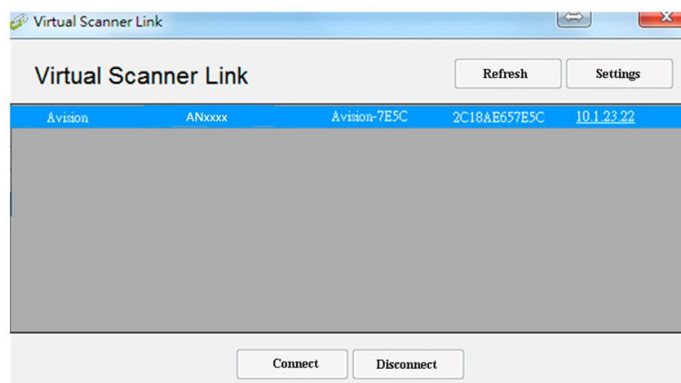 Virtual Scanner Link
Virtual Scanner Link
Refresh Settings
Avision ANxxxx Avision-7E5C 2C18AE657E5C 10.1.23.22
Connect Disconnect